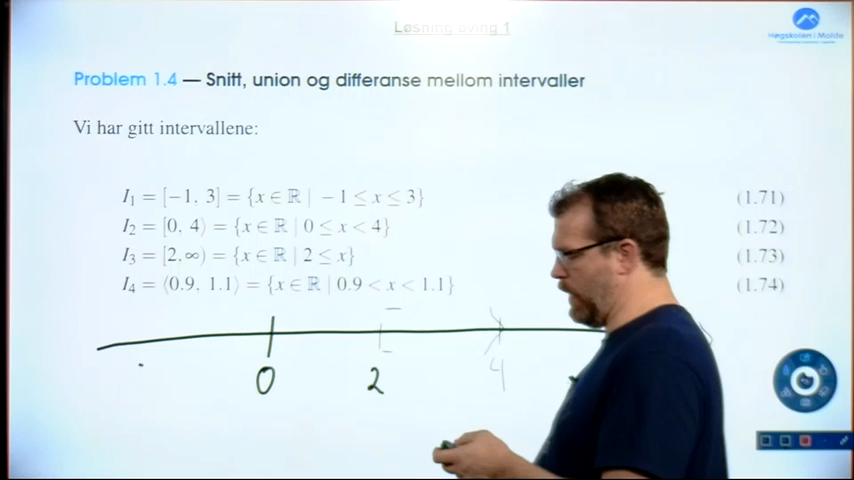 Løsning øving 1
Høgskolen i Molde
Problem 1.4 — Snitt, union og differanse mellom intervaller
Vi har gitt intervallene:
I₁ = [−1, 3] = {x ∈ ℝ | −1 ≤ x ≤ 3} (1.71)
I₂ = [0, 4⟩ = {x ∈ ℝ | 0 ≤ x < 4} (1.72)
I₃ = [2, ∞⟩ = {x ∈ ℝ | 2 ≤ x} (1.73)
I₄ = ⟨0.9, 1.1⟩ = {x ∈ ℝ | 0.9 < x < 1.1} (1.74)
0 2 4